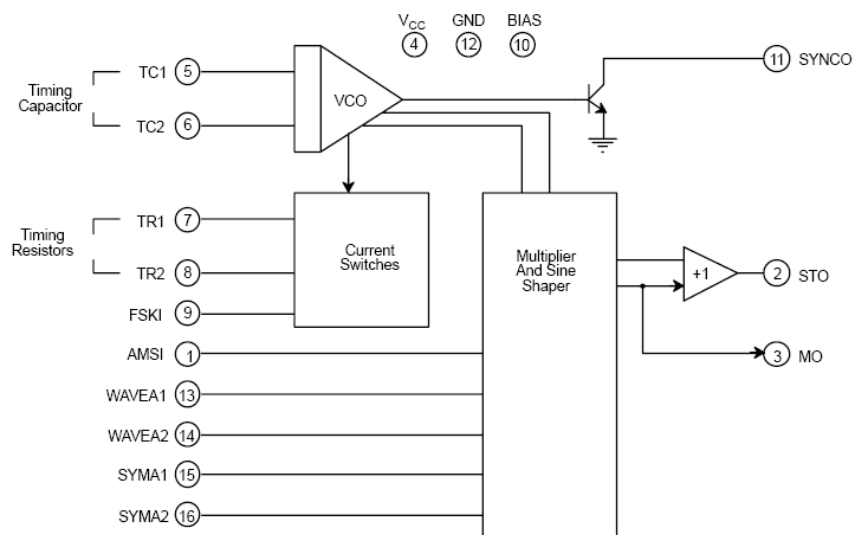 VCC GND BIAS
4 12 10
Timing
Capacitor
TC1 5
TC2 6
VCO
11 SYNCO
Timing
Resistors
TR1 7
TR2 8
FSKI 9
Current
Switches
Multiplier
And Sine
Shaper
+1
2 STO
3 MO
AMSI 1
WAVEA1 13
WAVEA2 14
SYMA1 15
SYMA2 16